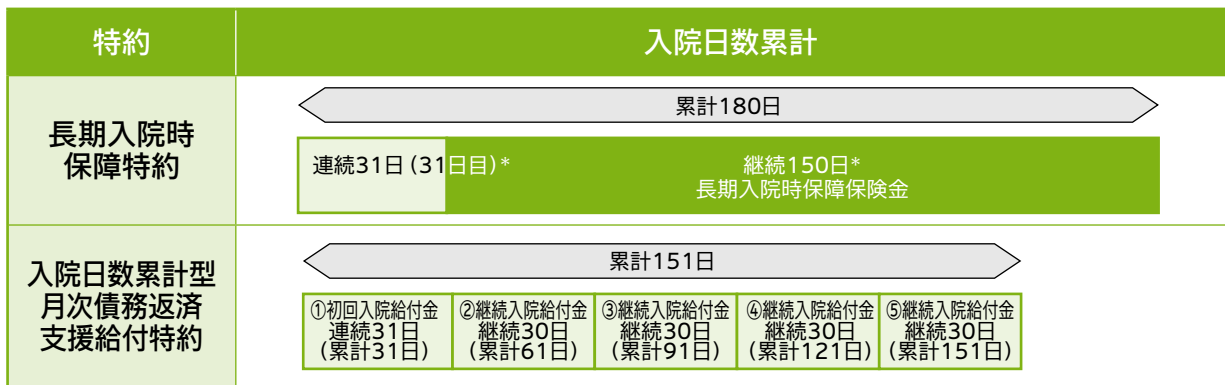 特約
入院日数累計
長期入院時
保障特約
累計180日
連続31日(31日目)*
継続150日*
長期入院時保障保険金
入院日数累計型
月次債務返済
支援給付特約
累計151日
①初回入院給付金
連続31日
(累計31日)
②継続入院給付金
継続30日
(累計61日)
③継続入院給付金
継続30日
(累計91日)
④継続入院給付金
継続30日
(累計121日)
⑤継続入院給付金
継続30日
(累計151日)